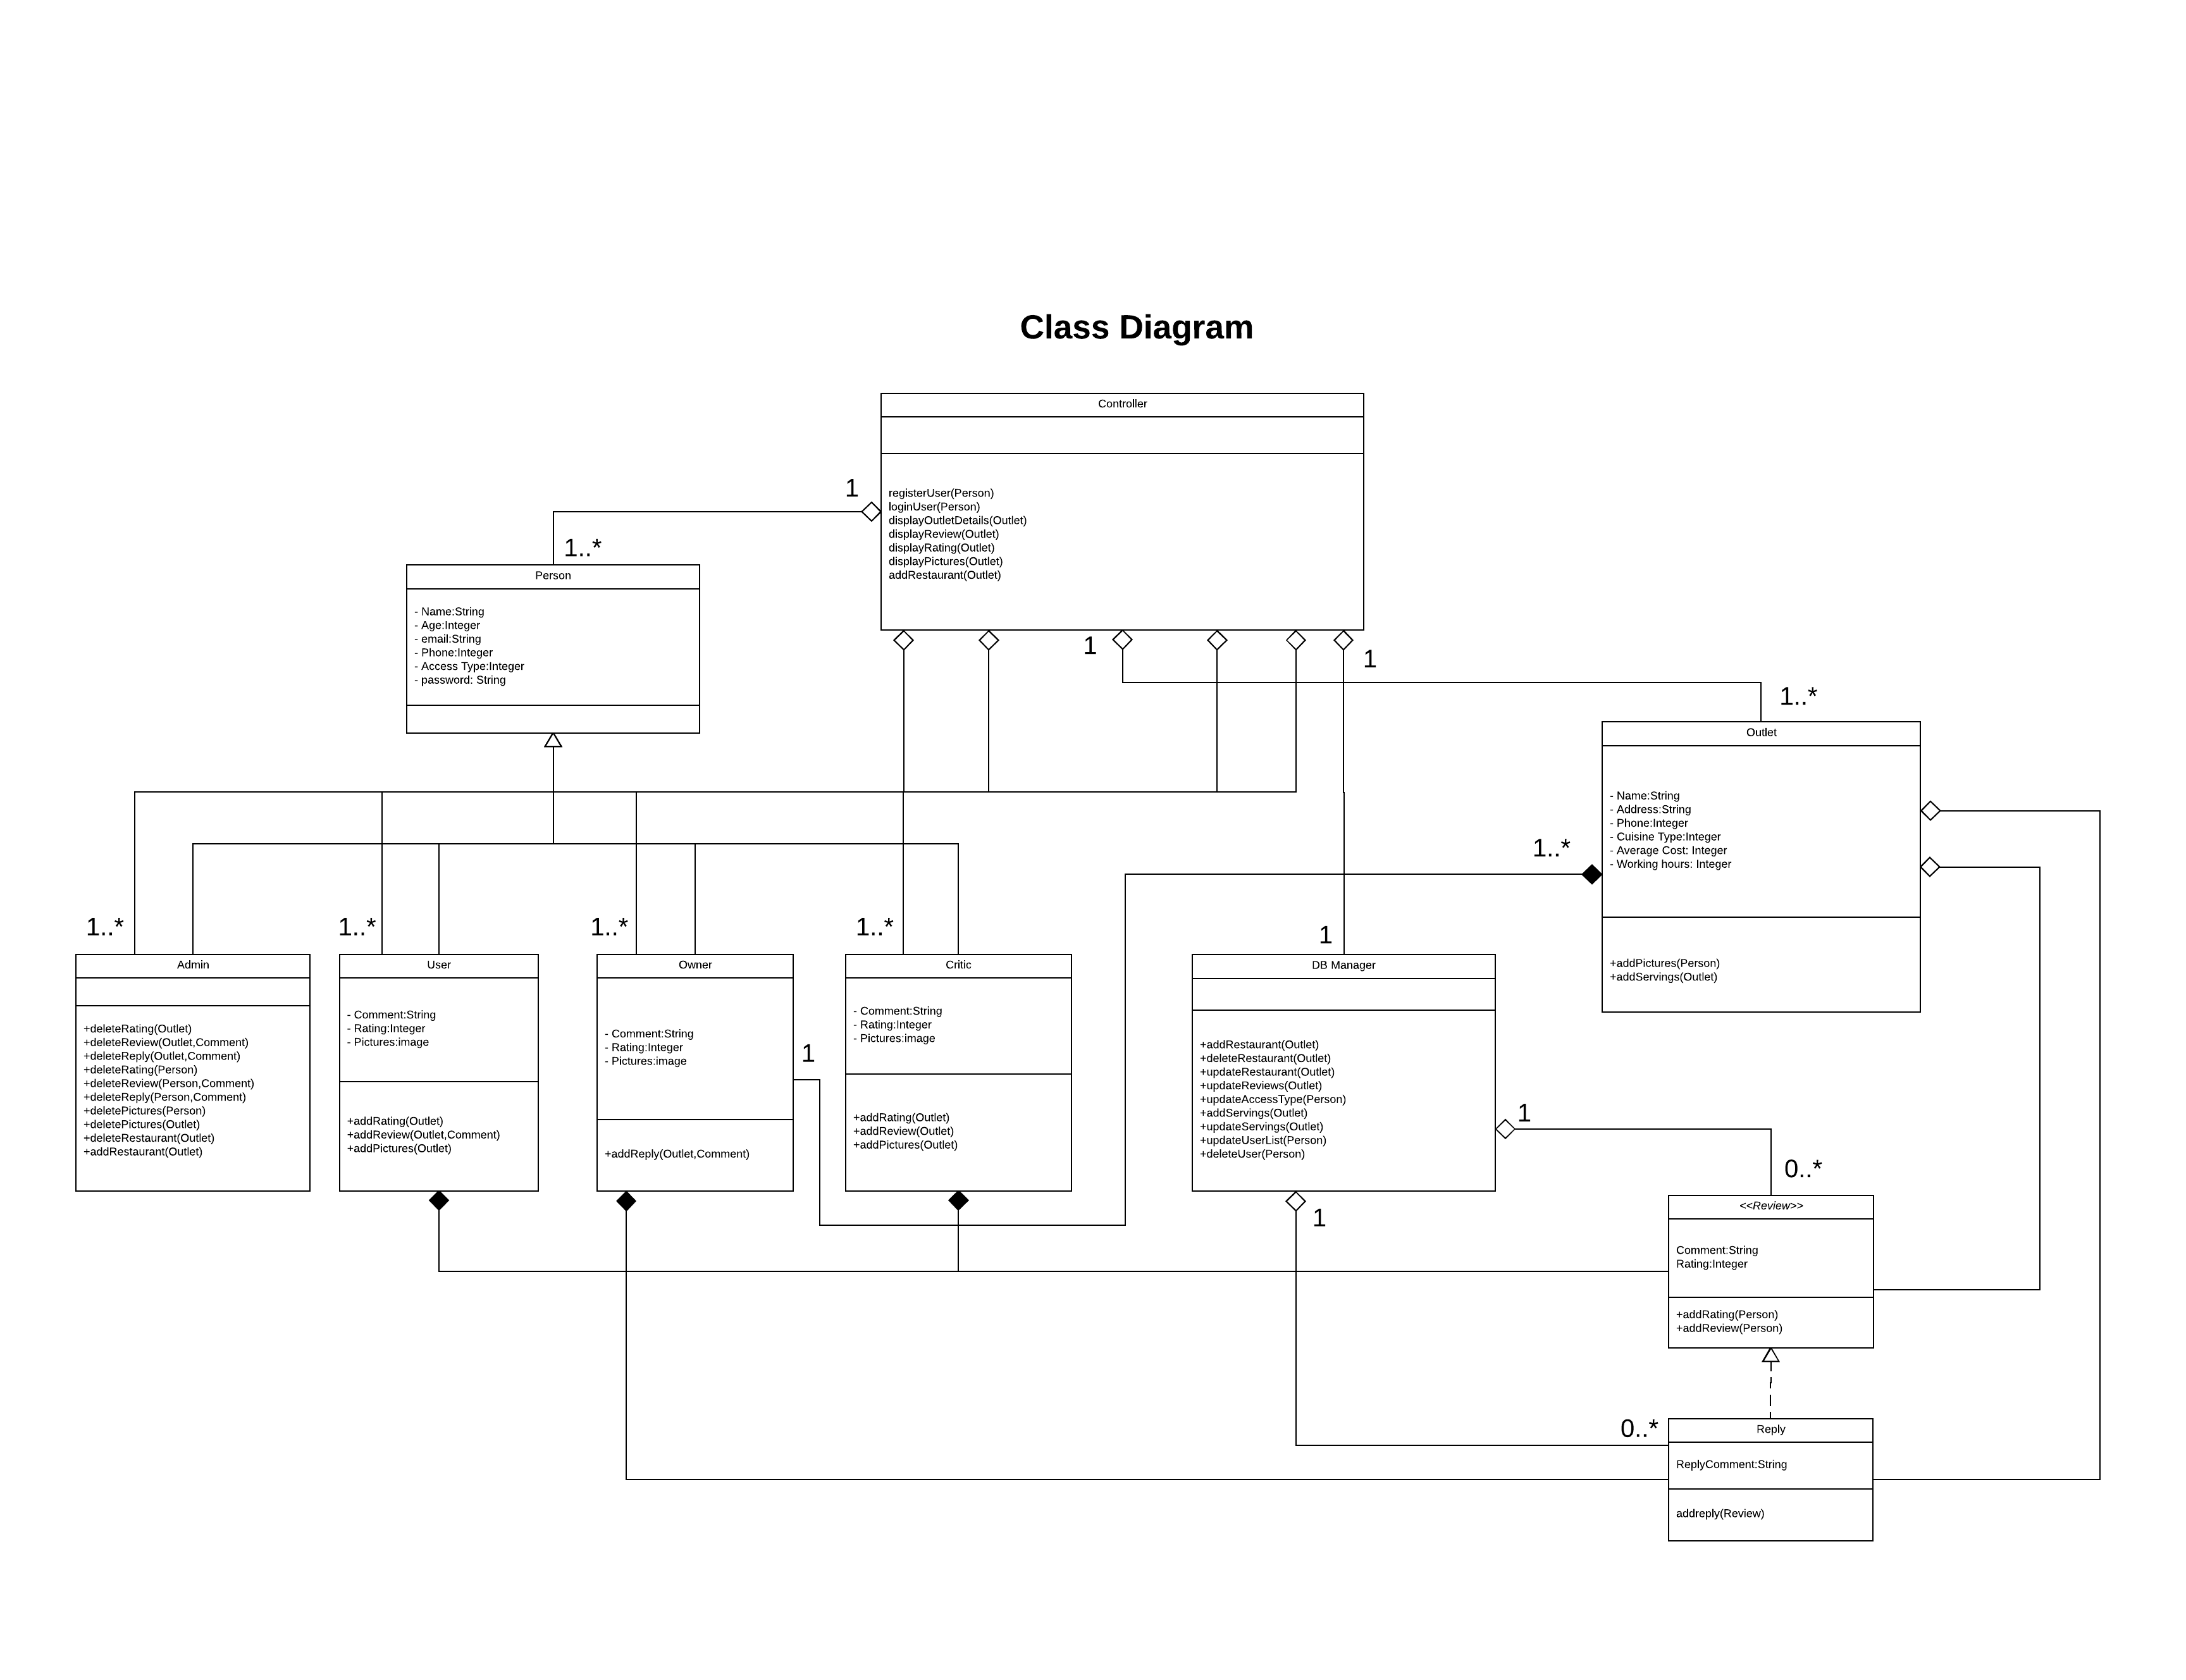 Class Diagram
Controller
registerUser(Person)
loginUser(Person)
displayOutletDetails(Outlet)
displayReview(Outlet)
displayRating(Outlet)
displayPictures(Outlet)
addRestaurant(Outlet)
1
1..*
Person
- Name:String
- Age:Integer
- email:String
- Phone:Integer
- Access Type:Integer
- password: String
1
1
1..*
Outlet
- Name:String
- Address:String
- Phone:Integer
- Cuisine Type:Integer
- Average Cost: Integer
- Working hours: Integer
+addPictures(Person)
+addServings(Outlet)
1..*
1..*
Admin
+deleteRating(Outlet)
+deleteReview(Outlet,Comment)
+deleteReply(Outlet,Comment)
+deleteRating(Person)
+deleteReview(Person,Comment)
+deleteReply(Person,Comment)
+deletePictures(Person)
+deletePictures(Outlet)
+deleteRestaurant(Outlet)
+addRestaurant(Outlet)
1..*
User
- Comment:String
- Rating:Integer
- Pictures:image
+addRating(Outlet)
+addReview(Outlet,Comment)
+addPictures(Outlet)
1..*
Owner
- Comment:String
- Rating:Integer
- Pictures:image
+addReply(Outlet,Comment)
1
1..*
Critic
- Comment:String
- Rating:Integer
- Pictures:image
+addRating(Outlet)
+addReview(Outlet)
+addPictures(Outlet)
1
DB Manager
+addRestaurant(Outlet)
+deleteRestaurant(Outlet)
+updateRestaurant(Outlet)
+updateReviews(Outlet)
+updateAccessType(Person)
+addServings(Outlet)
+updateServings(Outlet)
+updateUserList(Person)
+deleteUser(Person)
1
1
0..*
<<Review>>
Comment:String
Rating:Integer
+addRating(Person)
+addReview(Person)
0..*
Reply
ReplyComment:String
addreply(Review)